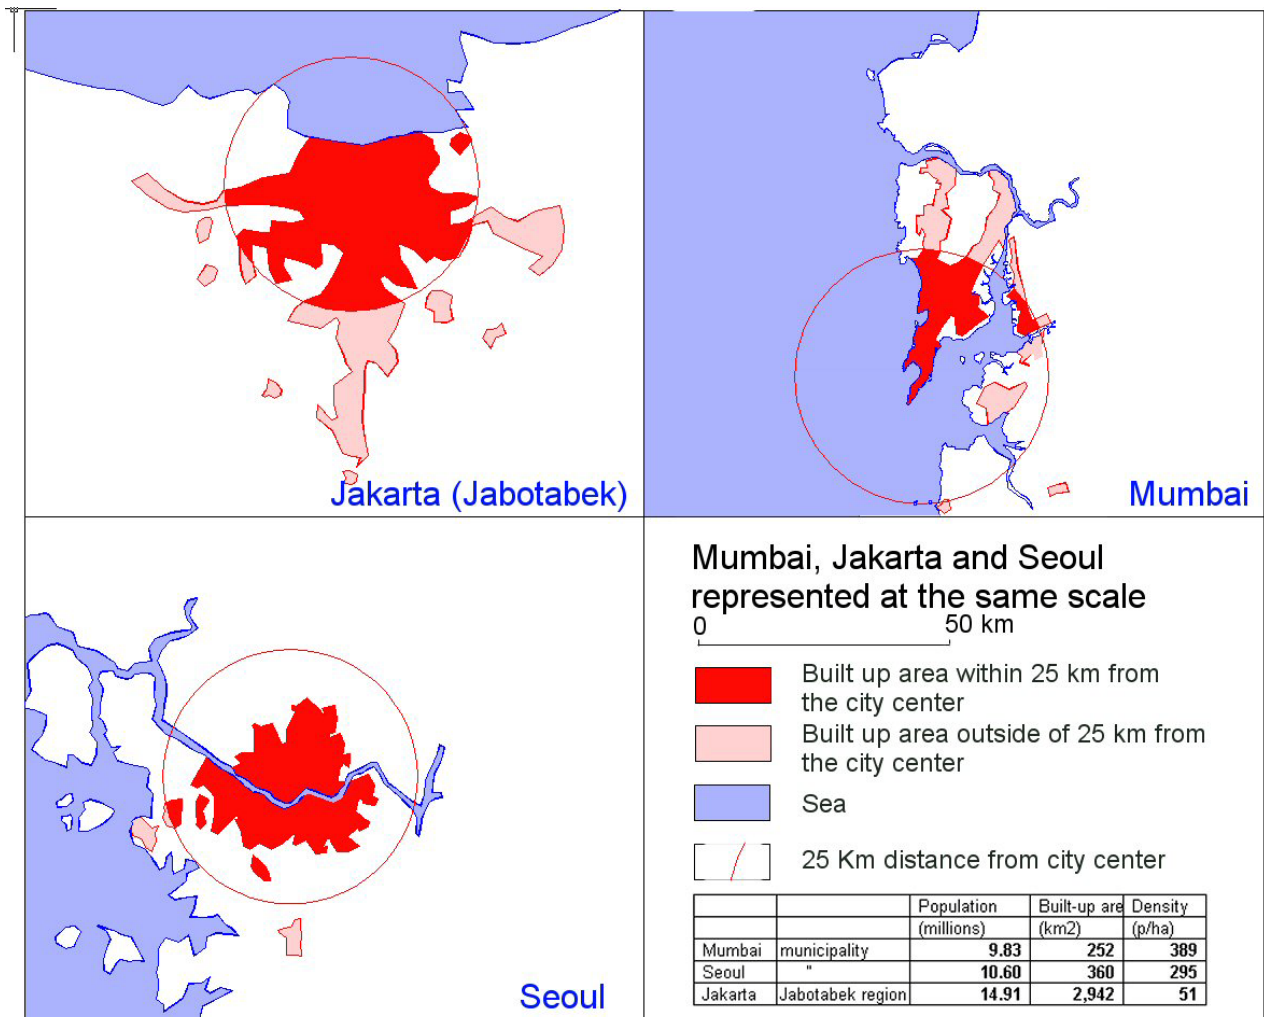 Jakarta (Jabotabek)
Mumbai
Seoul
Mumbai, Jakarta and Seoul
represented at the same scale
0 50 km
Built up area within 25 km from
the city center
Built up area outside of 25 km from
the city center
Sea
25 Km distance from city center
Population Built-up are Density
(millions) (km2) (p/ha)
Mumbai municipality 9.83 252 389
Seoul " 10.60 360 295
Jakarta Jabotabek region 14.91 2,942 51